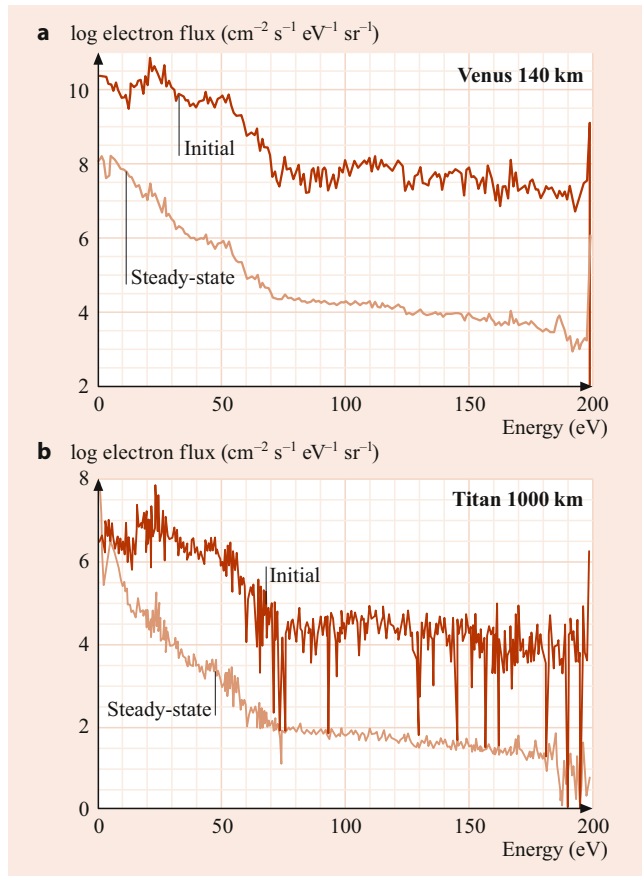 a log electron flux (cm⁻² s⁻¹ eV⁻¹ sr⁻¹)
Venus 140 km
10
8
6
4
2
Initial
Steady-state
0 50 100 150 200
Energy (eV)
b log electron flux (cm⁻² s⁻¹ eV⁻¹ sr⁻¹)
Titan 1000 km
8
6
4
2
0
Initial
Steady-state
0 50 100 150 200
Energy (eV)